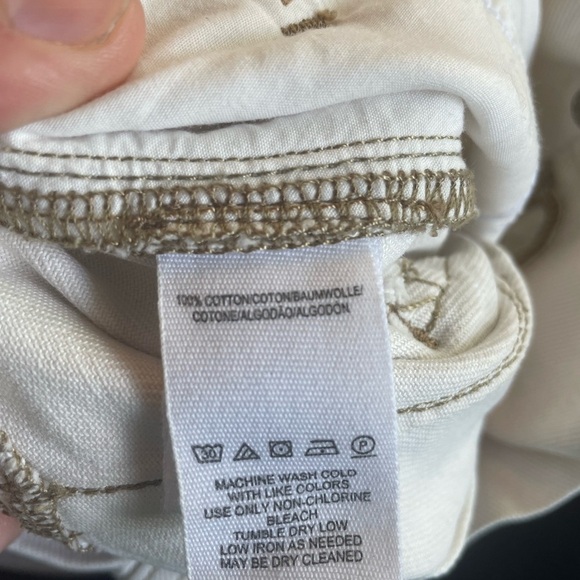 100% COTTON/COTON/BAUMWOLLE/
COTONE/ALGODÃO/ALGODON
30 P
MACHINE WASH COLD
WITH LIKE COLORS
USE ONLY NON-CHLORINE
BLEACH
TUMBLE DRY LOW
LOW IRON AS NEEDED
MAY BE DRY CLEANED